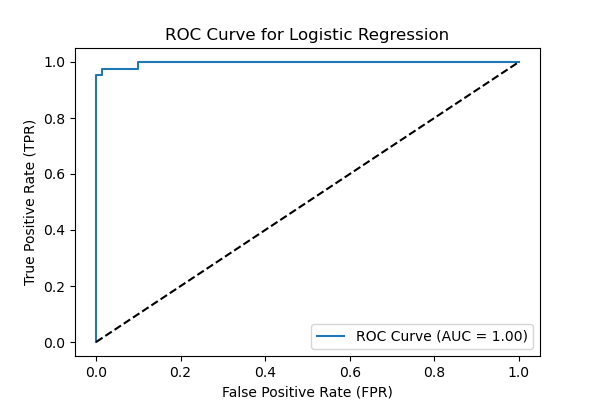 ROC Curve for Logistic Regression
True Positive Rate (TPR)
1.0
0.8
0.6
0.4
0.2
0.0
ROC Curve (AUC = 1.00)
0.0 0.2 0.4 0.6 0.8 1.0
False Positive Rate (FPR)